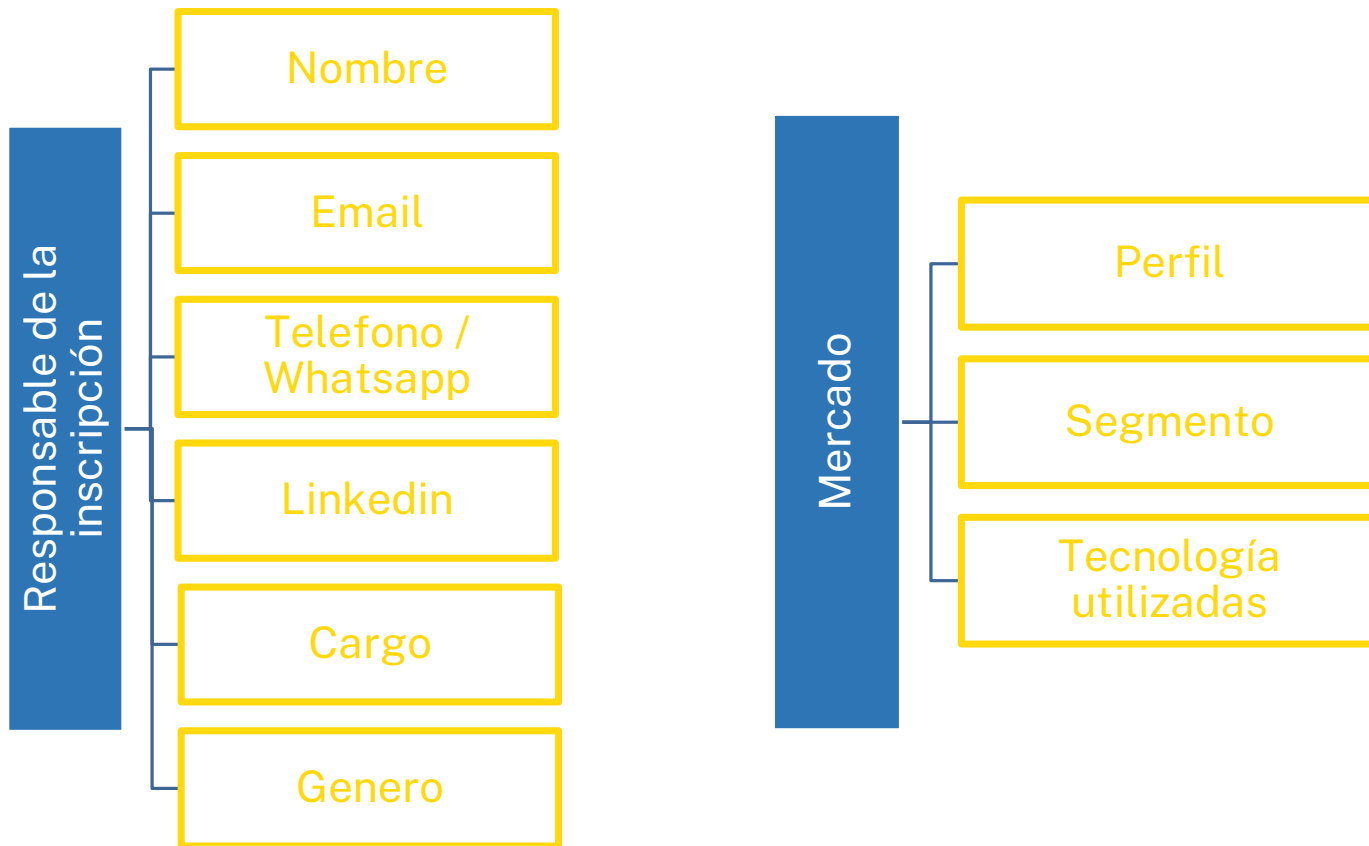 Responsable de la
inscripción
Nombre
Email
Telefono /
Whatsapp
Linkedin
Cargo
Genero
Mercado
Perfil
Segmento
Tecnología
utilizadas